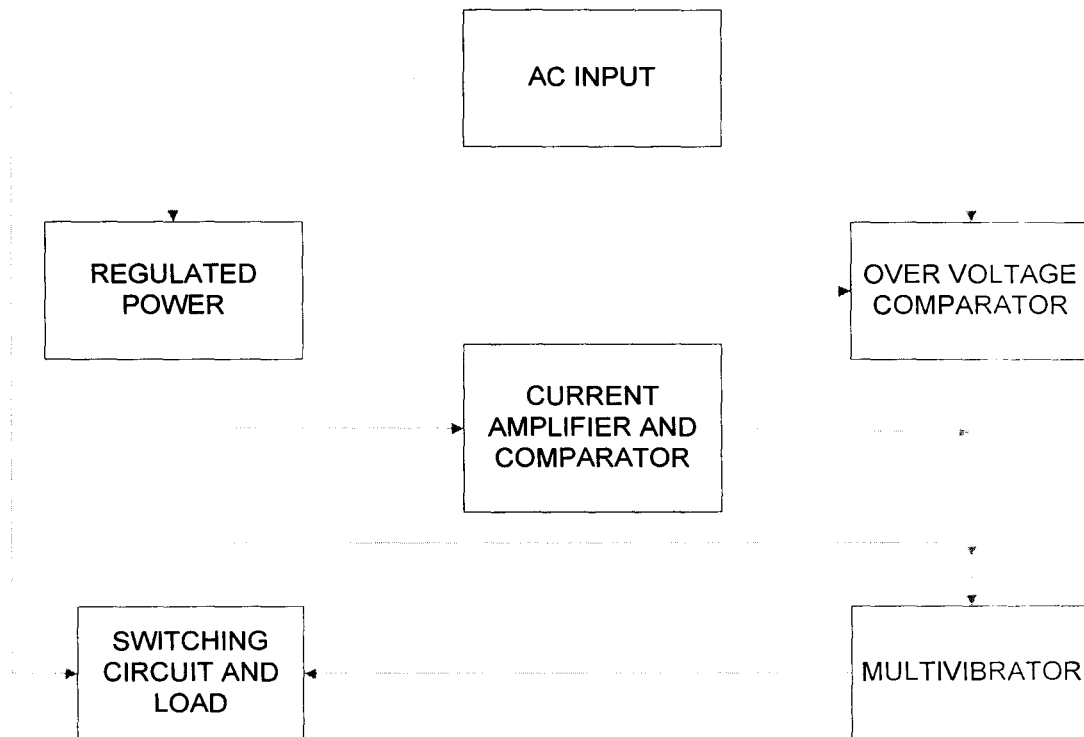 AC INPUT
REGULATED
POWER
OVER VOLTAGE
COMPARATOR
CURRENT
AMPLIFIER AND
COMPARATOR
SWITCHING
CIRCUIT AND
LOAD
MULTIVIBRATOR